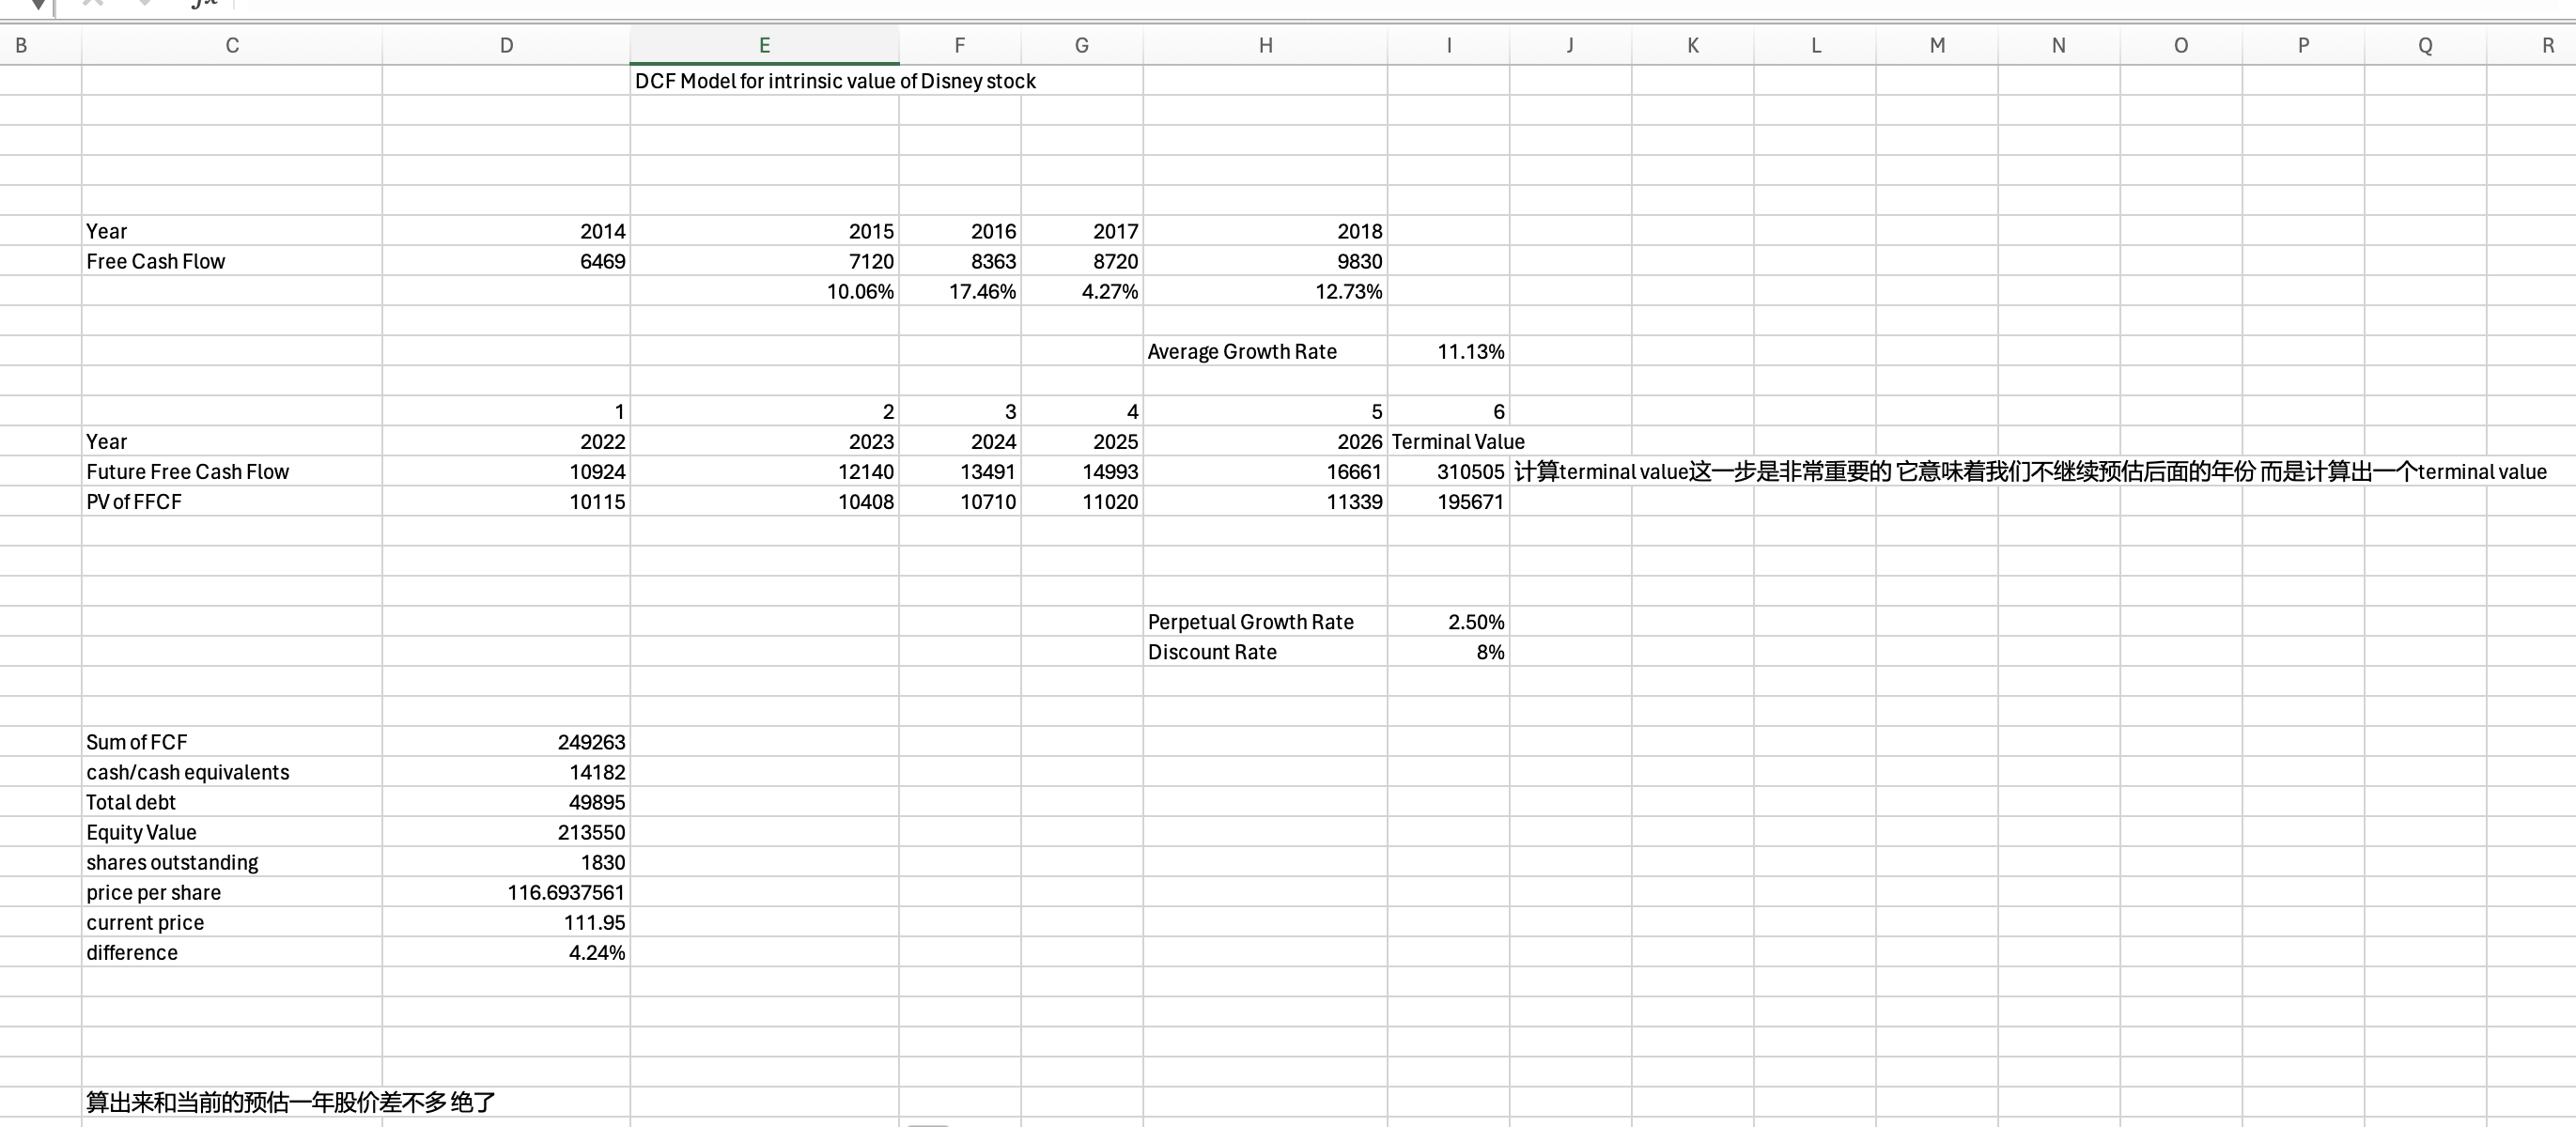 B C D E F G H I J K L M N O P Q R
DCF Model for intrinsic value of Disney stock
Year 2014 2015 2016 2017 2018
Free Cash Flow 6469 7120 8363 8720 9830
10.06% 17.46% 4.27% 12.73%
Average Growth Rate 11.13%
1 2 3 4 5 6
Year 2022 2023 2024 2025 2026 Terminal Value
Future Free Cash Flow 10924 12140 13491 14993 16661 310505 计算terminal value这一步是非常重要的 它意味着我们不继续预估后面的年份 而是计算出一个terminal value
PV of FFCF 10115 10408 10710 11020 11339 195671
Perpetual Growth Rate 2.50%
Discount Rate 8%
Sum of FCF 249263
cash/cash equivalents 14182
Total debt 49895
Equity Value 213550
shares outstanding 1830
price per share 116.6937561
current price 111.95
difference 4.24%
算出来和当前的预估一年股价差不多 绝了